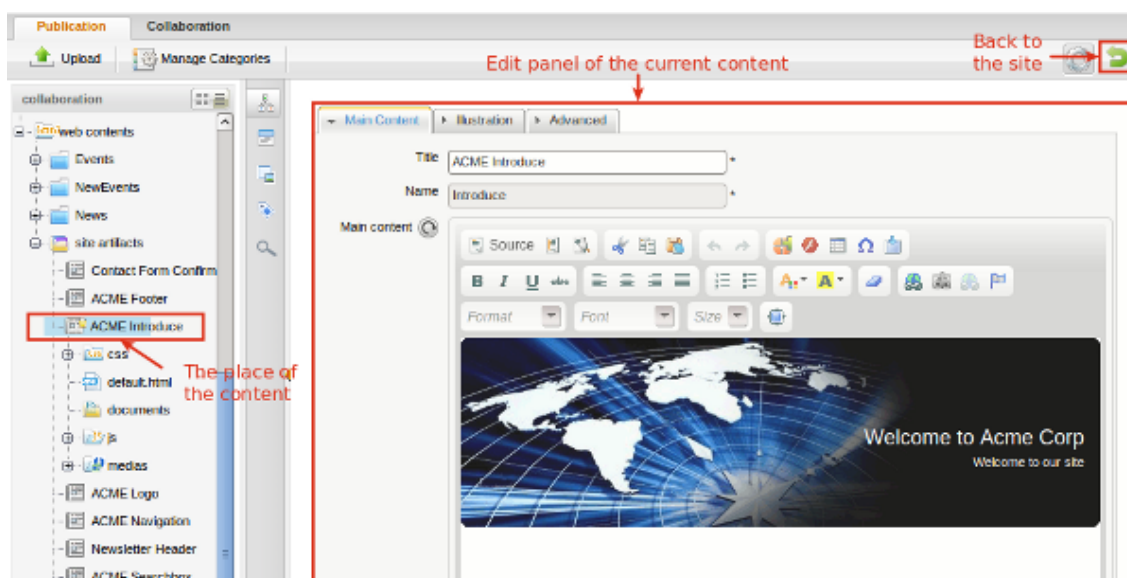 Publication Collaboration
Upload Manage Categories
Back to
the site
Edit panel of the current content
collaboration
web contents
Events
NewEvents
News
site artifacts
Contact Form Confirm
ACME Footer
ACME Introduce
css
The place of
the content
default.html
documents
js
medias
ACME Logo
ACME Navigation
Newsletter Header
ACME Searchbox
Main Content Illustration Advanced
Title ACME Introduce *
Name Introduce *
Main content
Source
B I U abc
Format Font Size
Welcome to Acme Corp
Welcome to our site